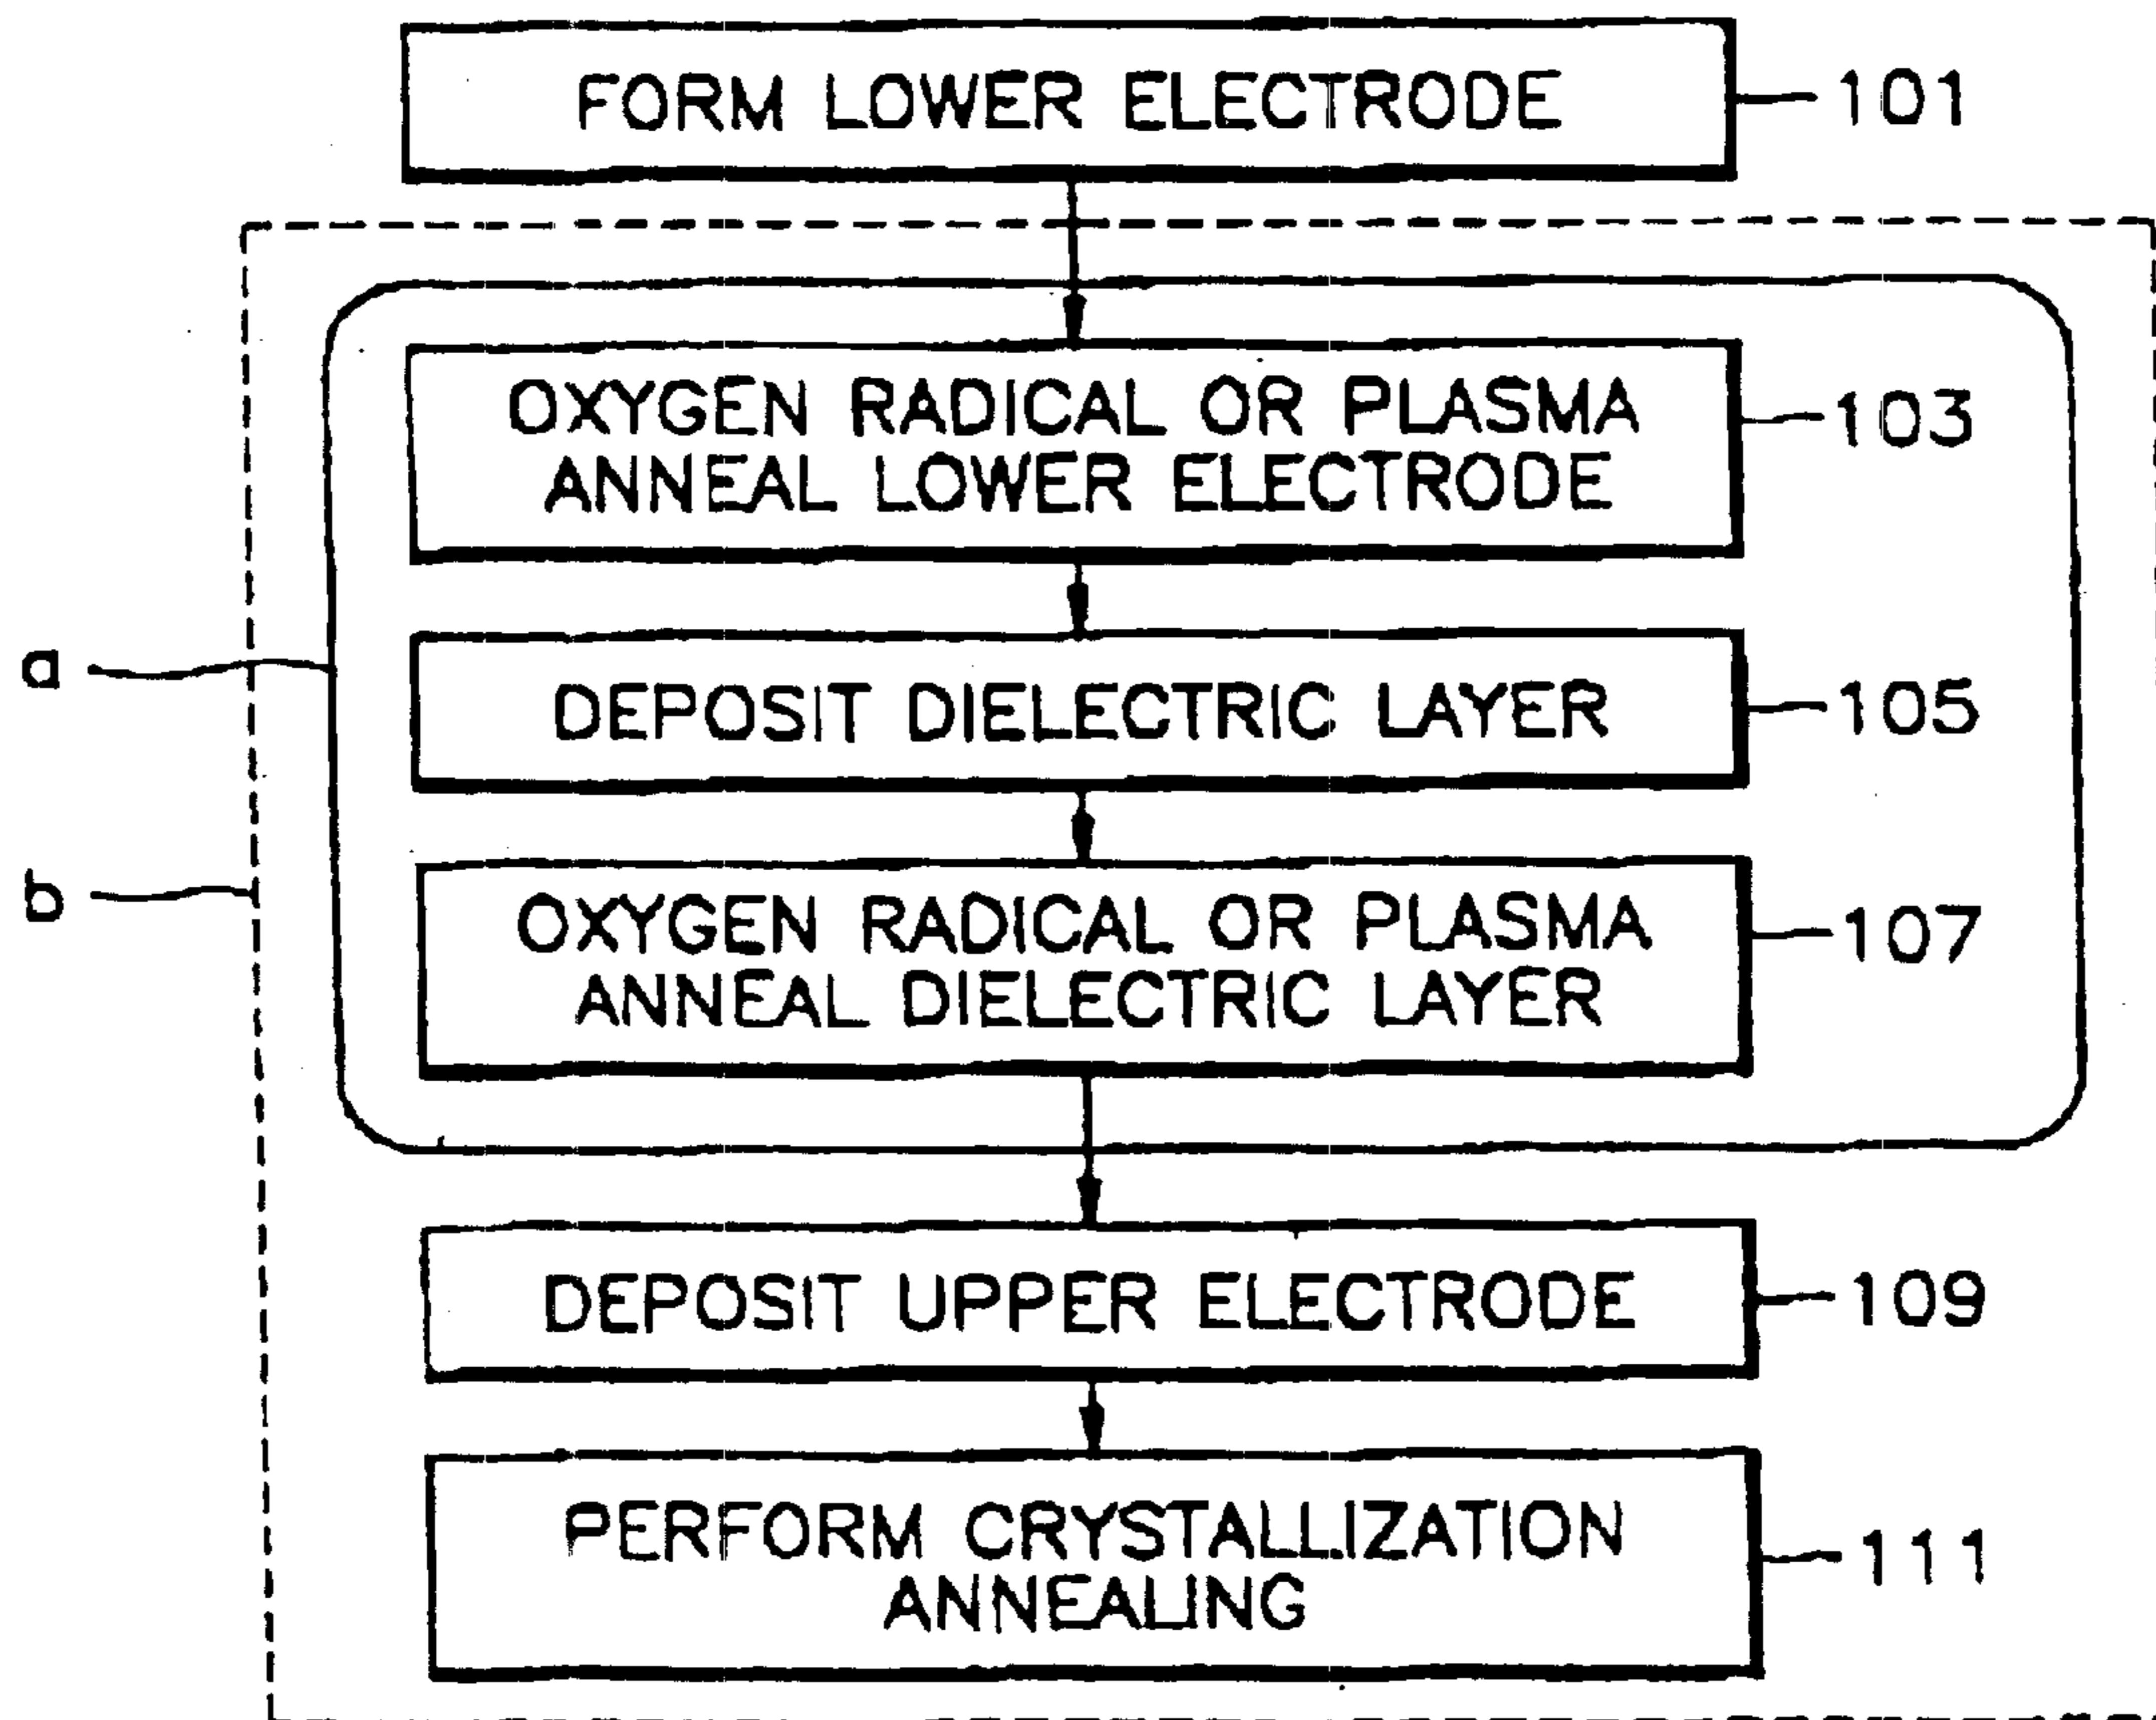 FORM LOWER ELECTRODE
101
OXYGEN RADICAL OR PLASMA
ANNEAL LOWER ELECTRODE
103
a
DEPOSIT DIELECTRIC LAYER
105
b
OXYGEN RADICAL OR PLASMA
ANNEAL DIELECTRIC LAYER
107
DEPOSIT UPPER ELECTRODE
109
PERFORM CRYSTALLIZATION
ANNEALING
111